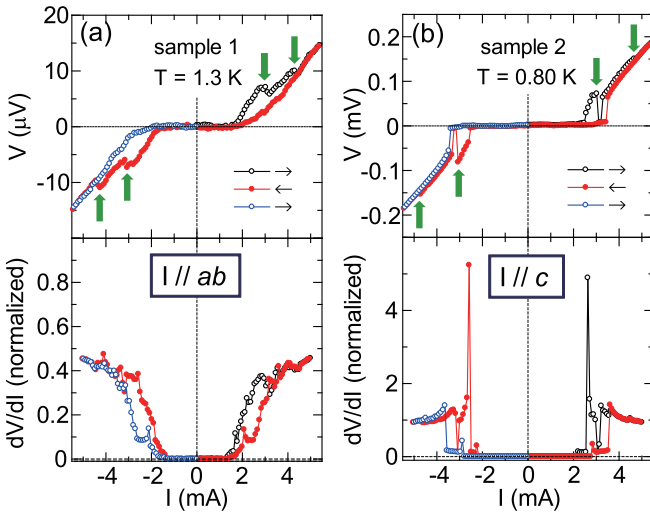 (a)
sample 1
T = 1.3 K
V (μV)
20
10
0
-10
(b)
sample 2
T = 0.80 K
V (mV)
0.2
0.1
0
-0.1
-0.2
I // ab
dV/dI (normalized)
0.8
0.6
0.4
0.2
0.0
-4 -2 0 2 4
I (mA)
I // c
dV/dI (normalized)
4
2
0
-4 -2 0 2 4
I (mA)